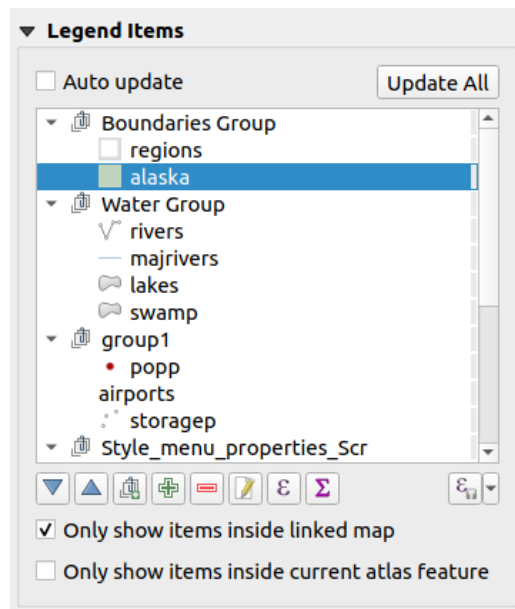 Legend Items
Auto update
Update All
Boundaries Group
regions
alaska
Water Group
rivers
majrivers
lakes
swamp
group1
popp
airports
storagep
Style_menu_properties_Scr
ε Σ ε
Only show items inside linked map
Only show items inside current atlas feature